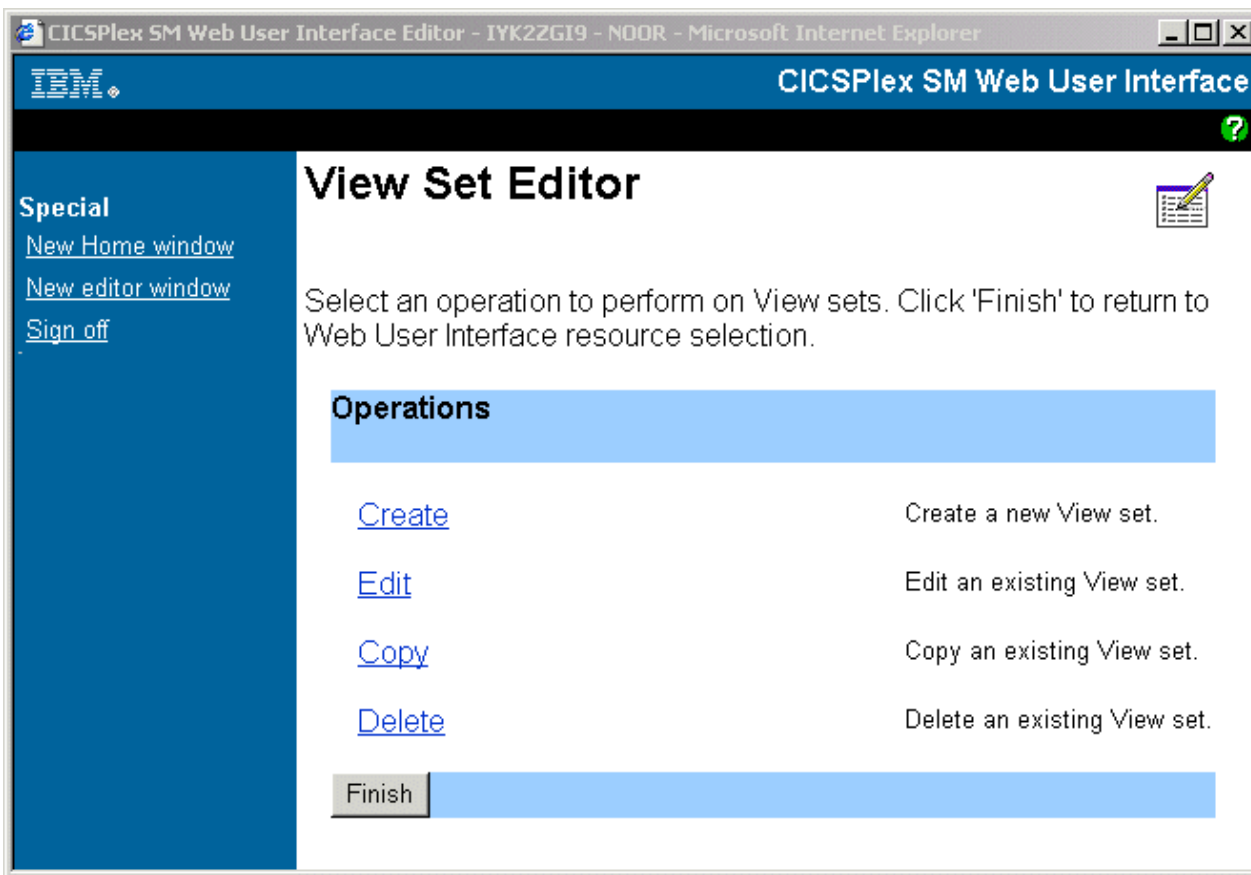 CICSPlex SM Web User Interface Editor - IYK2ZGI9 - NOOR - Microsoft Internet Explorer
IBM.
CICSPlex SM Web User Interface
?
Special
New Home window
New editor window
Sign off
View Set Editor
Select an operation to perform on View sets. Click 'Finish' to return to
Web User Interface resource selection.
Operations
Create Create a new View set.
Edit Edit an existing View set.
Copy Copy an existing View set.
Delete Delete an existing View set.
Finish